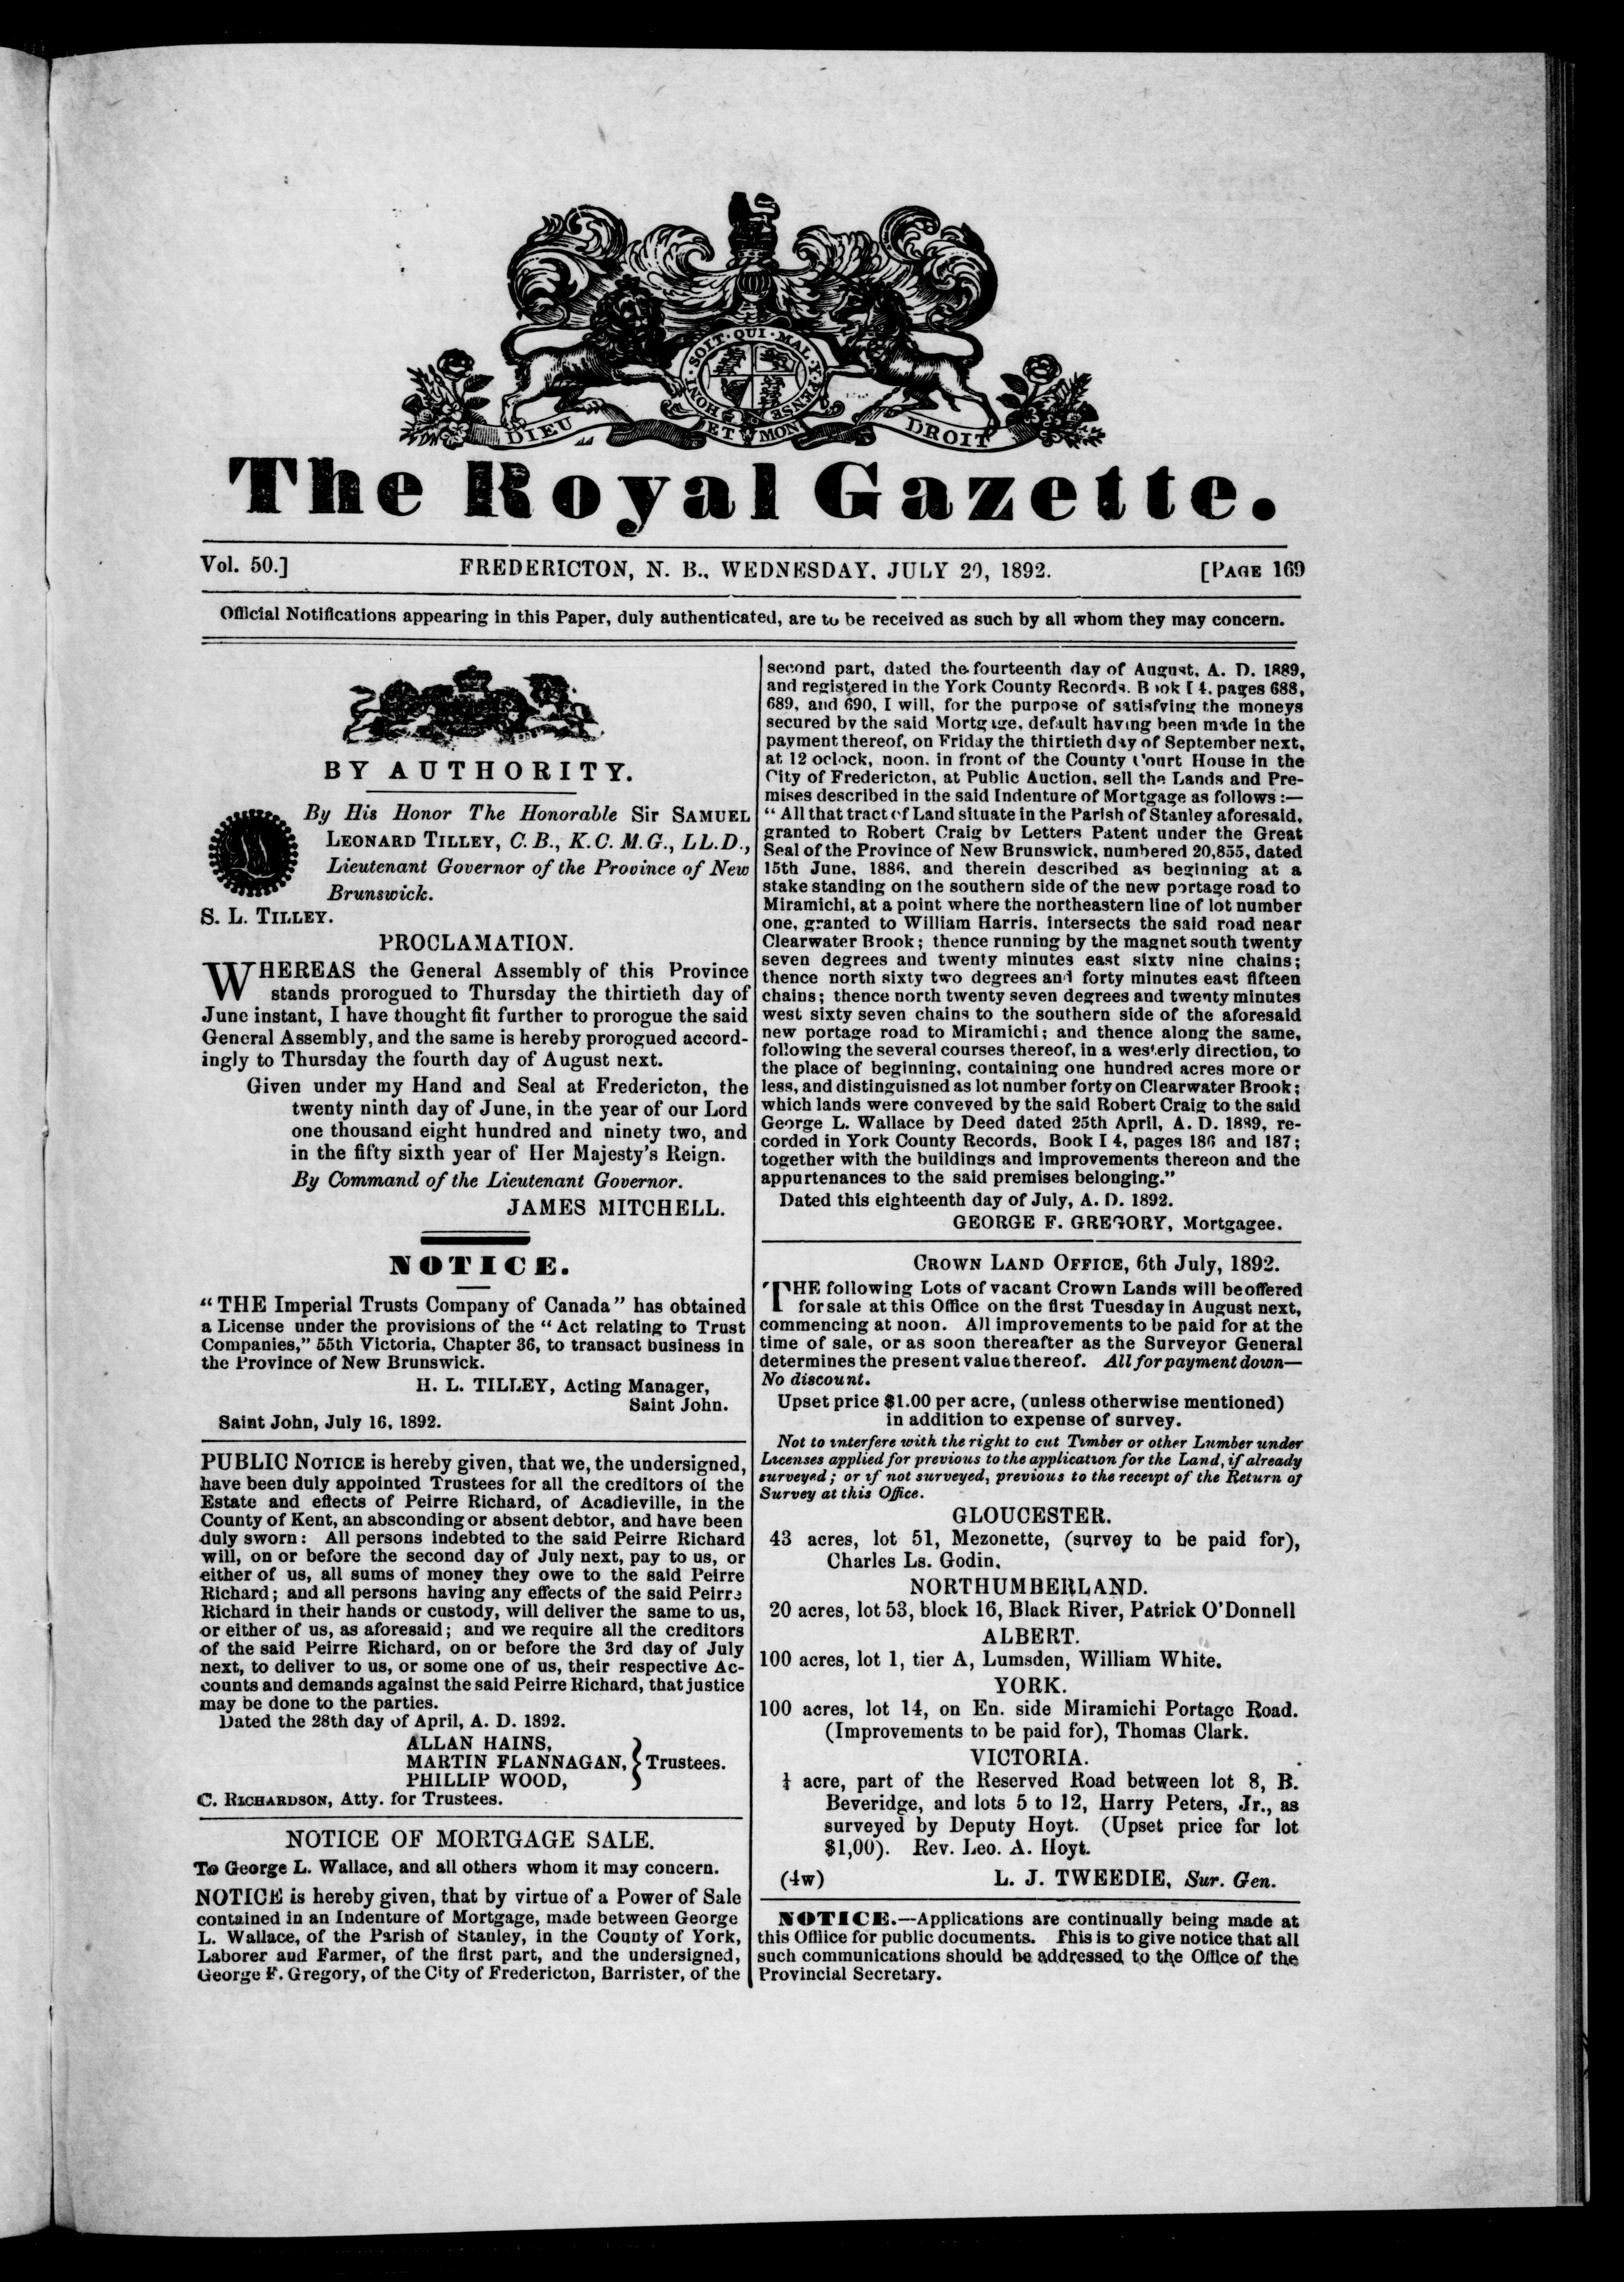 HONI · SOIT · QUI · MAL · Y · PENSE
DIEU ET MON DROIT
The Royal Gazette.
Vol. 50.] FREDERICTON, N. B., WEDNESDAY, JULY 20, 1892. [PAGE 169
Official Notifications appearing in this Paper, duly authenticated, are to be received as such by all whom they may concern.
BY AUTHORITY.
By His Honor The Honorable Sir SAMUEL
LEONARD TILLEY, C. B., K. C. M. G., LL.D.,
Lieutenant Governor of the Province of New
Brunswick.
S. L. TILLEY.
PROCLAMATION.
WHEREAS the General Assembly of this Province
stands prorogued to Thursday the thirtieth day of
June instant, I have thought fit further to prorogue the said
General Assembly, and the same is hereby prorogued accord-
ingly to Thursday the fourth day of August next.
Given under my Hand and Seal at Fredericton, the
twenty ninth day of June, in the year of our Lord
one thousand eight hundred and ninety two, and
in the fifty sixth year of Her Majesty's Reign.
By Command of the Lieutenant Governor.
JAMES MITCHELL.
NOTICE.
"THE Imperial Trusts Company of Canada" has obtained
a License under the provisions of the "Act relating to Trust
Companies," 55th Victoria, Chapter 36, to transact business in
the Province of New Brunswick.
H. L. TILLEY, Acting Manager,
Saint John.
Saint John, July 16, 1892.
PUBLIC NOTICE is hereby given, that we, the undersigned,
have been duly appointed Trustees for all the creditors of the
Estate and effects of Peirre Richard, of Acadieville, in the
County of Kent, an absconding or absent debtor, and have been
duly sworn: All persons indebted to the said Peirre Richard
will, on or before the second day of July next, pay to us, or
either of us, all sums of money they owe to the said Peirre
Richard; and all persons having any effects of the said Peirre
Richard in their hands or custody, will deliver the same to us,
or either of us, as aforesaid; and we require all the creditors
of the said Peirre Richard, on or before the 3rd day of July
next, to deliver to us, or some one of us, their respective Ac-
counts and demands against the said Peirre Richard, that justice
may be done to the parties.
Dated the 28th day of April, A. D. 1892.
ALLAN HAINS,
MARTIN FLANNAGAN, } Trustees.
PHILLIP WOOD,
C. RICHARDSON, Atty. for Trustees.
NOTICE OF MORTGAGE SALE.
To George L. Wallace, and all others whom it may concern.
NOTICE is hereby given, that by virtue of a Power of Sale
contained in an Indenture of Mortgage, made between George
L. Wallace, of the Parish of Stanley, in the County of York,
Laborer and Farmer, of the first part, and the undersigned,
George F. Gregory, of the City of Fredericton, Barrister, of the
second part, dated the fourteenth day of August, A. D. 1889,
and registered in the York County Records. Book I 4, pages 688,
689, and 690, I will, for the purpose of satisfying the moneys
secured by the said Mortgage, default having been made in the
payment thereof, on Friday the thirtieth day of September next,
at 12 oclock, noon, in front of the County Court House in the
City of Fredericton, at Public Auction, sell the Lands and Pre-
mises described in the said Indenture of Mortgage as follows :—
"All that tract of Land situate in the Parish of Stanley aforesaid,
granted to Robert Craig by Letters Patent under the Great
Seal of the Province of New Brunswick, numbered 20,855, dated
15th June, 1886, and therein described as beginning at a
stake standing on the southern side of the new portage road to
Miramichi, at a point where the northeastern line of lot number
one, granted to William Harris, intersects the said road near
Clearwater Brook; thence running by the magnet south twenty
seven degrees and twenty minutes east sixty nine chains;
thence north sixty two degrees and forty minutes east fifteen
chains; thence north twenty seven degrees and twenty minutes
west sixty seven chains to the southern side of the aforesaid
new portage road to Miramichi; and thence along the same,
following the several courses thereof, in a westerly direction, to
the place of beginning, containing one hundred acres more or
less, and distinguished as lot number forty on Clearwater Brook;
which lands were conveyed by the said Robert Craig to the said
George L. Wallace by Deed dated 25th April, A. D. 1889, re-
corded in York County Records, Book I 4, pages 186 and 187;
together with the buildings and improvements thereon and the
appurtenances to the said premises belonging."
Dated this eighteenth day of July, A. D. 1892.
GEORGE F. GREGORY, Mortgagee.
CROWN LAND OFFICE, 6th July, 1892.
THE following Lots of vacant Crown Lands will be offered
for sale at this Office on the first Tuesday in August next,
commencing at noon. All improvements to be paid for at the
time of sale, or as soon thereafter as the Surveyor General
determines the present value thereof. All for payment down—
No discount.
Upset price $1.00 per acre, (unless otherwise mentioned)
in addition to expense of survey.
Not to interfere with the right to cut Timber or other Lumber under
Licenses applied for previous to the application for the Land, if already
surveyed; or if not surveyed, previous to the receipt of the Return of
Survey at this Office.
GLOUCESTER.
43 acres, lot 51, Mezonette, (survey to be paid for),
Charles Ls. Godin.
NORTHUMBERLAND.
20 acres, lot 53, block 16, Black River, Patrick O'Donnell
ALBERT.
100 acres, lot 1, tier A, Lumsden, William White.
YORK.
100 acres, lot 14, on En. side Miramichi Portage Road.
(Improvements to be paid for), Thomas Clark.
VICTORIA.
acre, part of the Reserved Road between lot 8, B.
Beveridge, and lots 5 to 12, Harry Peters, Jr., as
surveyed by Deputy Hoyt. (Upset price for lot
$1,00). Rev. Leo. A. Hoyt.
(4w) L. J. TWEEDIE, Sur. Gen.
NOTICE.—Applications are continually being made at
this Offiice for public documents. This is to give notice that all
such communications should be addressed to the Office of the
Provincial Secretary.